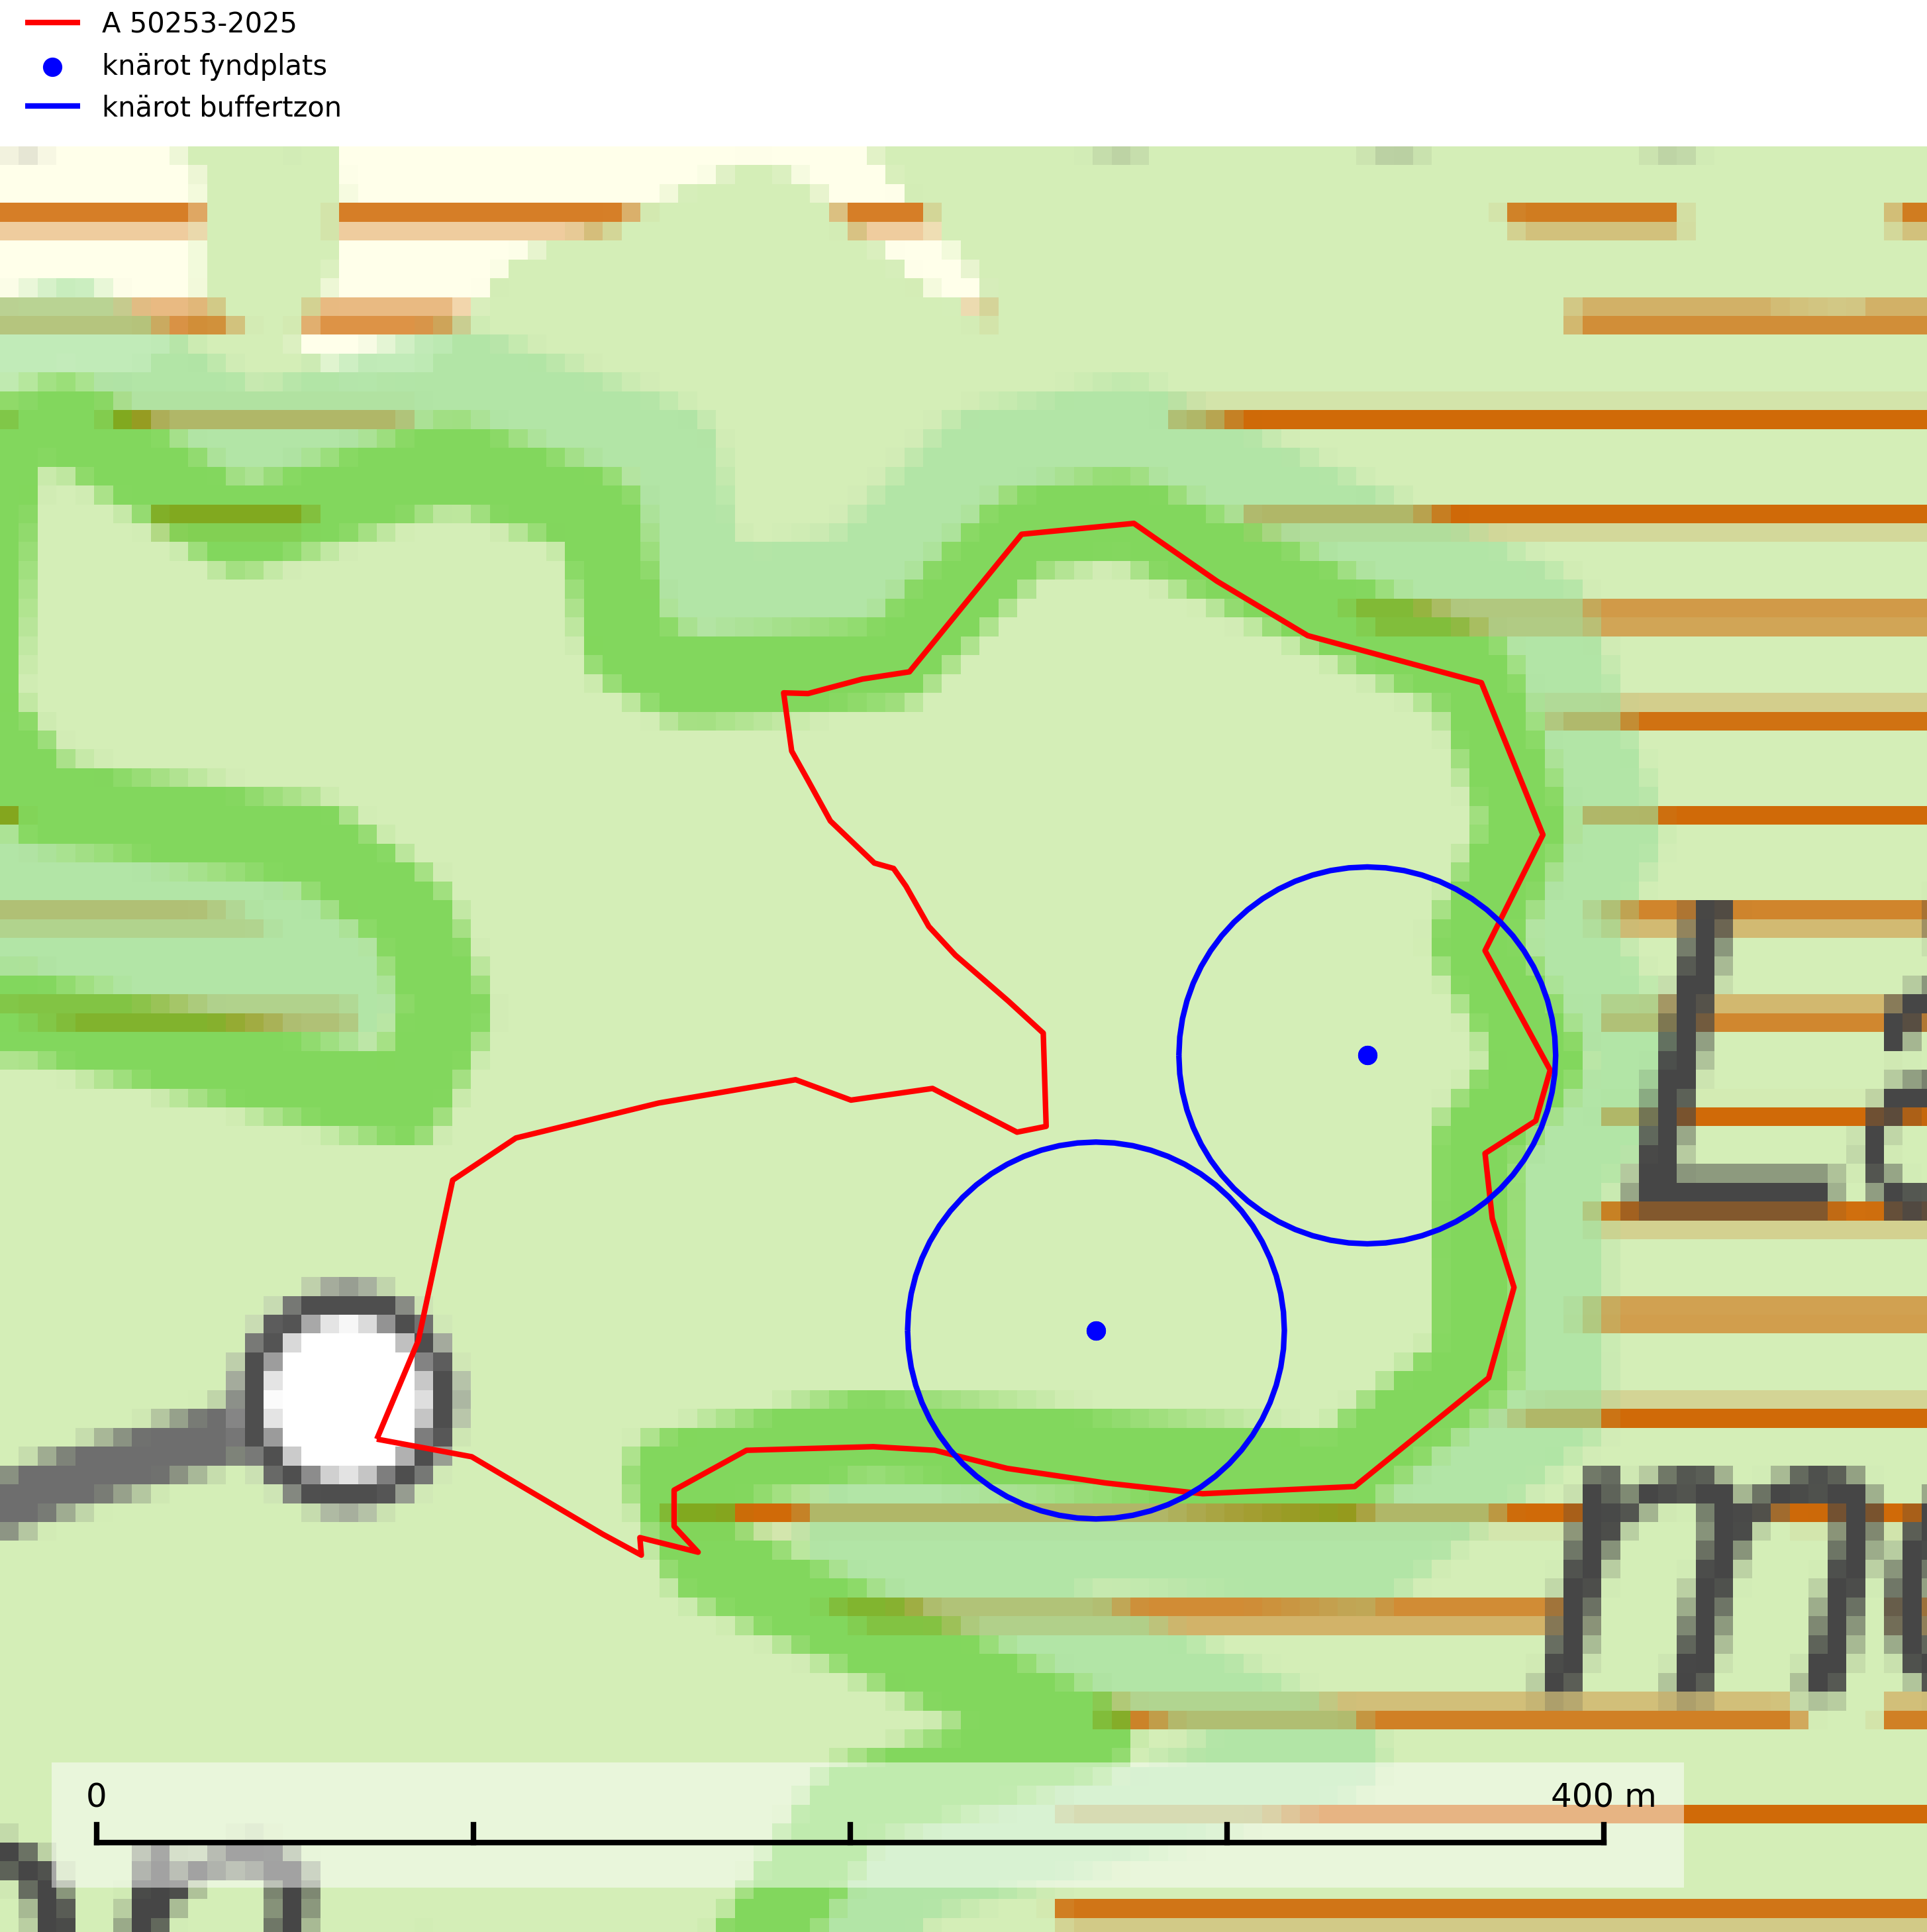 A 50253-2025
knärot fyndplats
knärot buffertzon
0
400 m